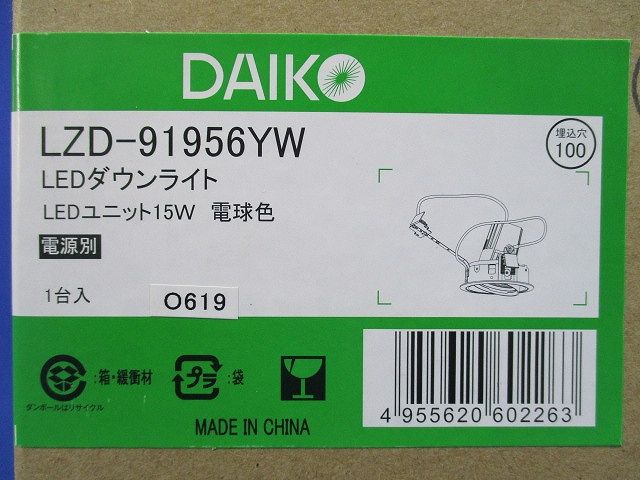 DAIKO
LZD-91956YW
埋込穴
100
LEDダウンライト
LEDユニット15W 電球色
電源別
1台入
O619
:箱・緩衝材
プラ
:袋
ダンボールはリサイクル
MADE IN CHINA
4 955620 602263